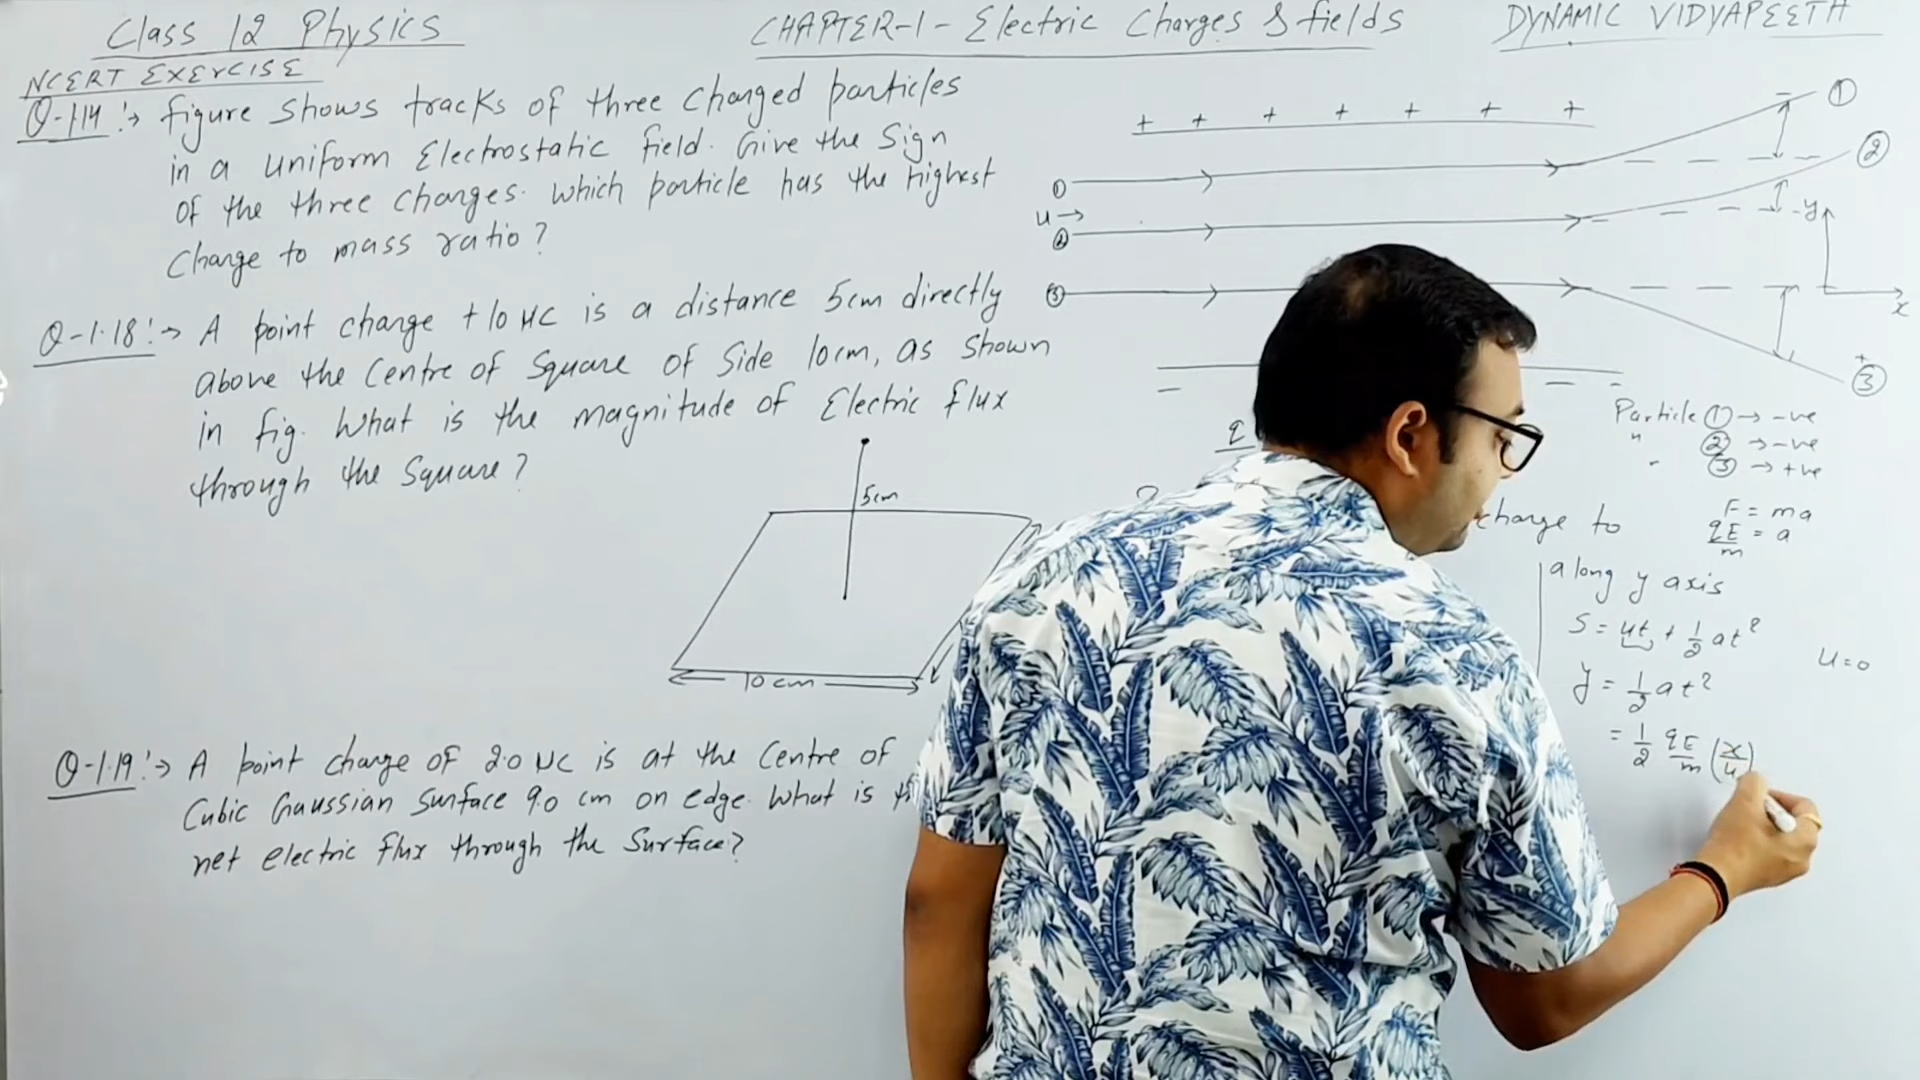 Class 12 Physics
CHAPTER-1 - Electric Charges & fields
DYNAMIC VIDYAPEETH
NCERT EXERCISE
Q-1.14 :→ figure shows tracks of three charged particles
in a uniform Electrostatic field. Give the sign
of the three charges. Which particle has the highest
charge to mass ratio?
Q-1.18 :→ A point charge +10 μC is a distance 5cm directly
above the centre of square of side 10cm, as shown
in fig. What is the magnitude of Electric flux
through the square?
5cm
10 cm
Q-1.19 :→ A point charge of 2.0 μC is at the centre of
Cubic Gaussian surface 9.0 cm on edge. What is
net electric flux through the surface?
+ + + + + + +
①
②
①
u →
②
-y
③
x
+
③
Particle ① → -ve
" ② → -ve
" ③ → +ve
q
charge to
F = ma
qE/m = a
along y axis
S = ut + 1/2 at²
u=0
y = 1/2 at²
= 1/2 qE/m (x/u)